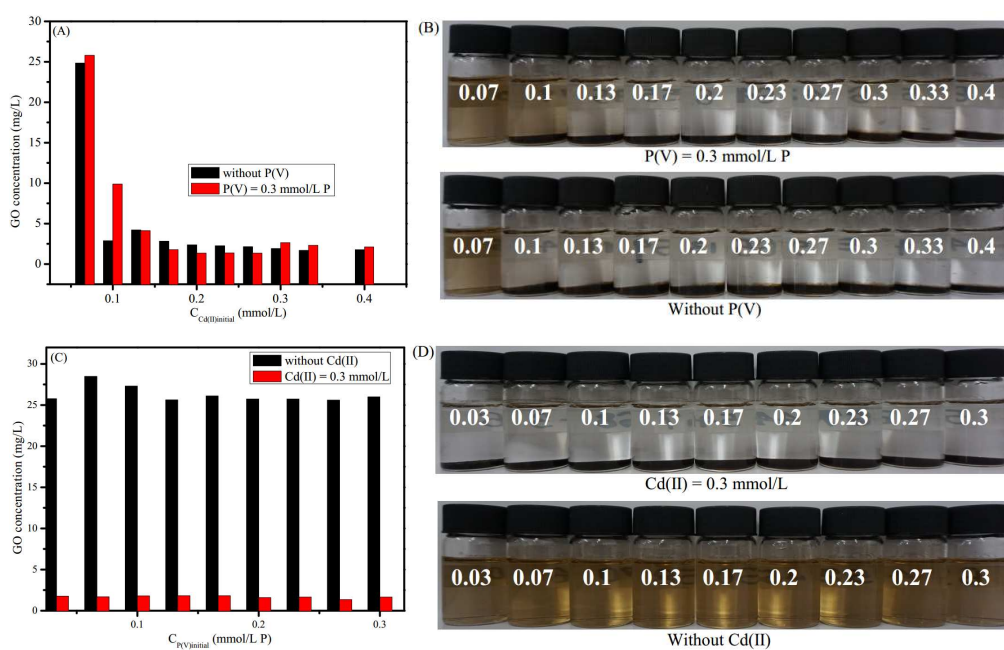 (A)
30
25
20
15
10
5
0
GO concentration (mg/L)
without P(V)
P(V) = 0.3 mmol/L P
0.1 0.2 0.3 0.4
C Cd(II)initial (mmol/L)
(B)
0.07 0.1 0.13 0.17 0.2 0.23 0.27 0.3 0.33 0.4
P(V) = 0.3 mmol/L P
0.07 0.1 0.13 0.17 0.2 0.23 0.27 0.3 0.33 0.4
Without P(V)
(C)
30
25
20
15
10
5
0
GO concentration (mg/L)
without Cd(II)
Cd(II) = 0.3 mmol/L
0.1 0.2 0.3
C P(V)initial (mmol/L P)
(D)
0.03 0.07 0.1 0.13 0.17 0.2 0.23 0.27 0.3
Cd(II) = 0.3 mmol/L
0.03 0.07 0.1 0.13 0.17 0.2 0.23 0.27 0.3
Without Cd(II)